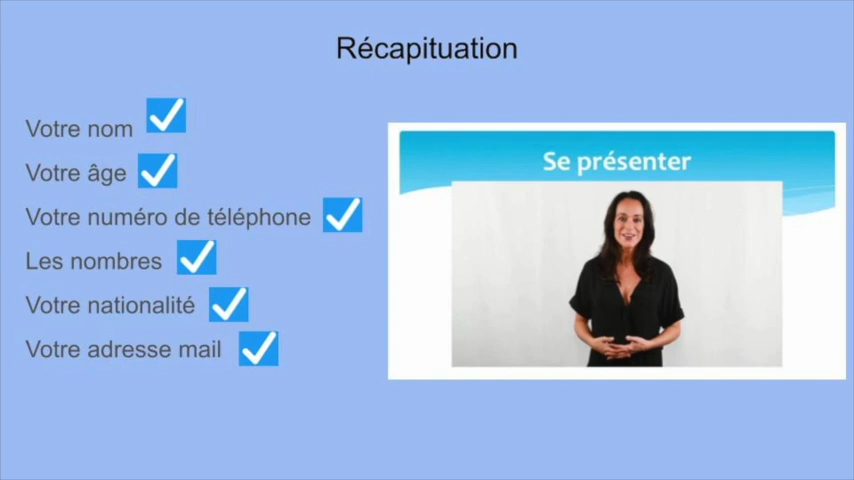 Récapituation
Votre nom
Votre âge
Votre numéro de téléphone
Les nombres
Votre nationalité
Votre adresse mail
Se présenter